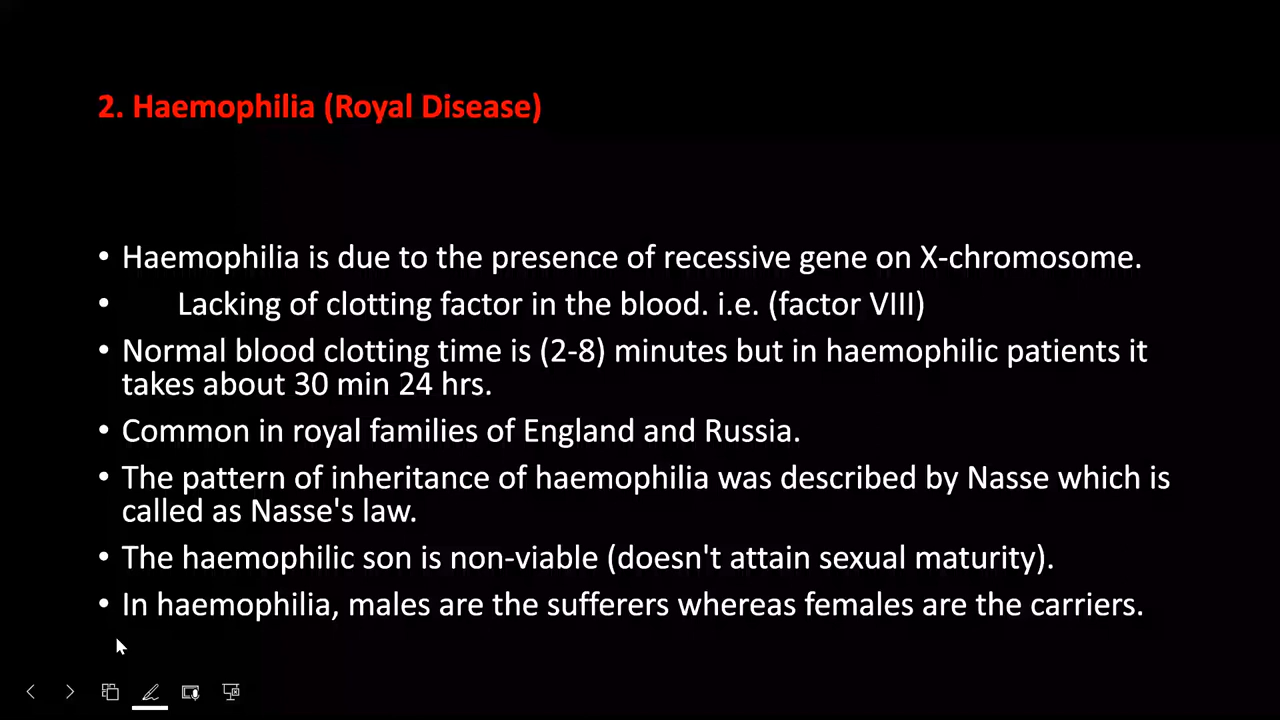 2. Haemophilia (Royal Disease)
• Haemophilia is due to the presence of recessive gene on X-chromosome.
• Lacking of clotting factor in the blood. i.e. (factor VIII)
• Normal blood clotting time is (2-8) minutes but in haemophilic patients it
takes about 30 min 24 hrs.
• Common in royal families of England and Russia.
• The pattern of inheritance of haemophilia was described by Nasse which is
called as Nasse's law.
• The haemophilic son is non-viable (doesn't attain sexual maturity).
• In haemophilia, males are the sufferers whereas females are the carriers.